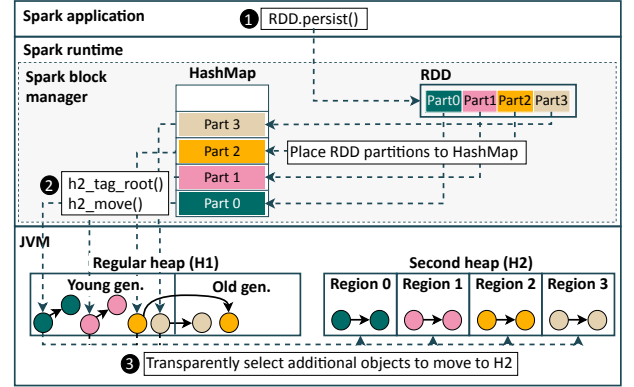 Spark application
1 RDD.persist()
Spark runtime
Spark block
manager
HashMap
RDD
Part0 Part1 Part2 Part3
Part 3
Part 2
Place RDD partitions to HashMap
2 h2_tag_root()
h2_move()
Part 1
Part 0
JVM
Regular heap (H1)
Second heap (H2)
Young gen.
Old gen.
Region 0 Region 1 Region 2 Region 3
3 Transparently select additional objects to move to H2